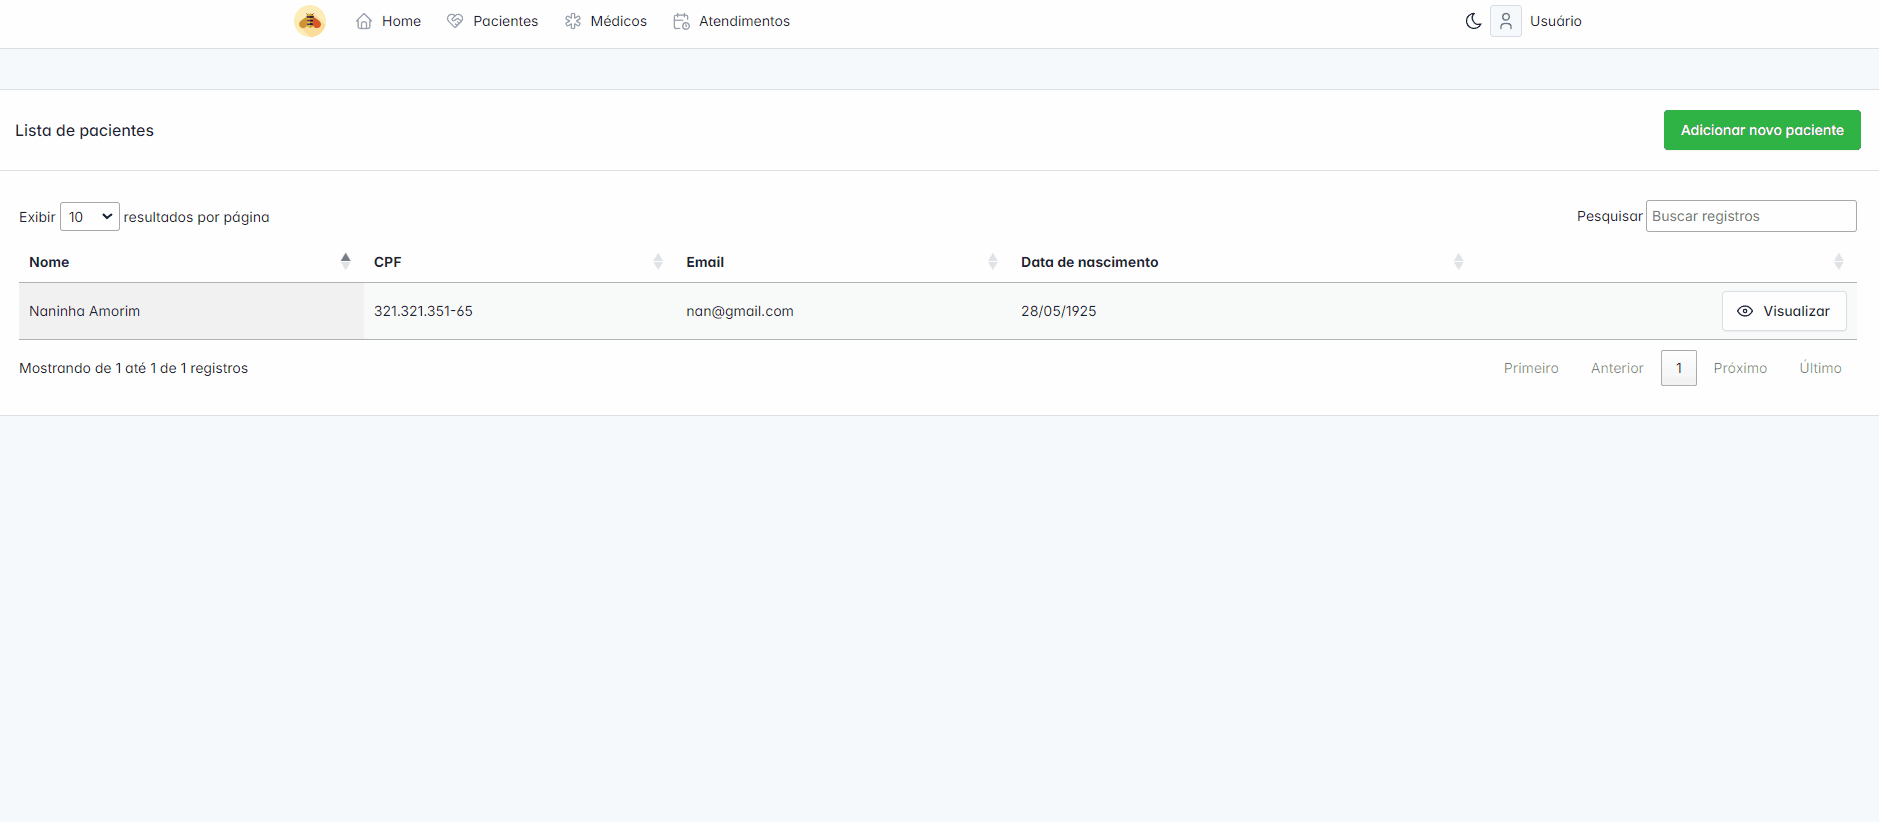 Home Pacientes Médicos Atendimentos Usuário
Lista de pacientes Adicionar novo paciente
Exibir 10 resultados por página Pesquisar Buscar registros
Nome CPF Email Data de nascimento
Naninha Amorim 321.321.351-65 nan@gmail.com 28/05/1925 Visualizar
Mostrando de 1 até 1 de 1 registros Primeiro Anterior 1 Próximo Último